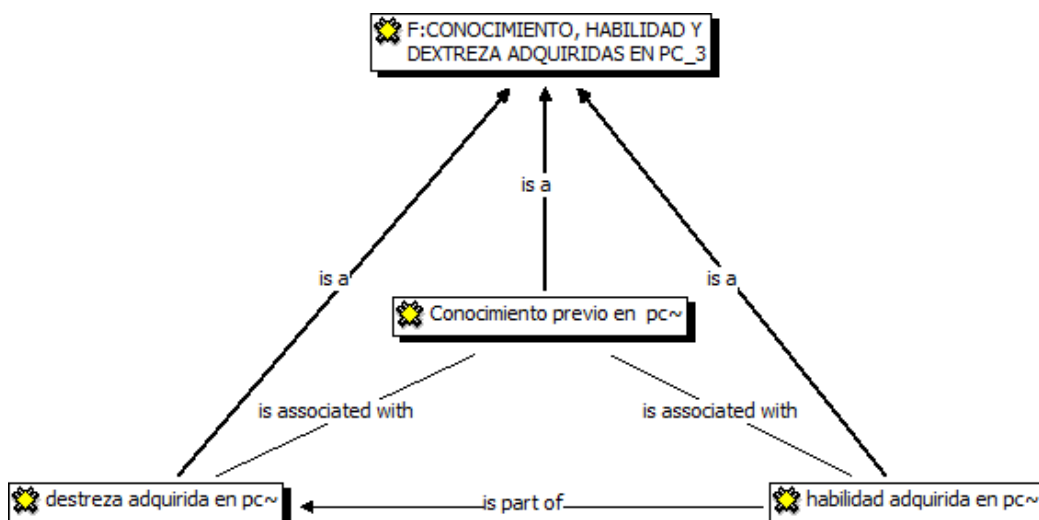 F:CONOCIMIENTO, HABILIDAD Y
DEXTREZA ADQUIRIDAS EN PC_3
is a
is a
is a
Conocimiento previo en pc~
is associated with
is associated with
destreza adquirida en pc~
is part of
habilidad adquirida en pc~